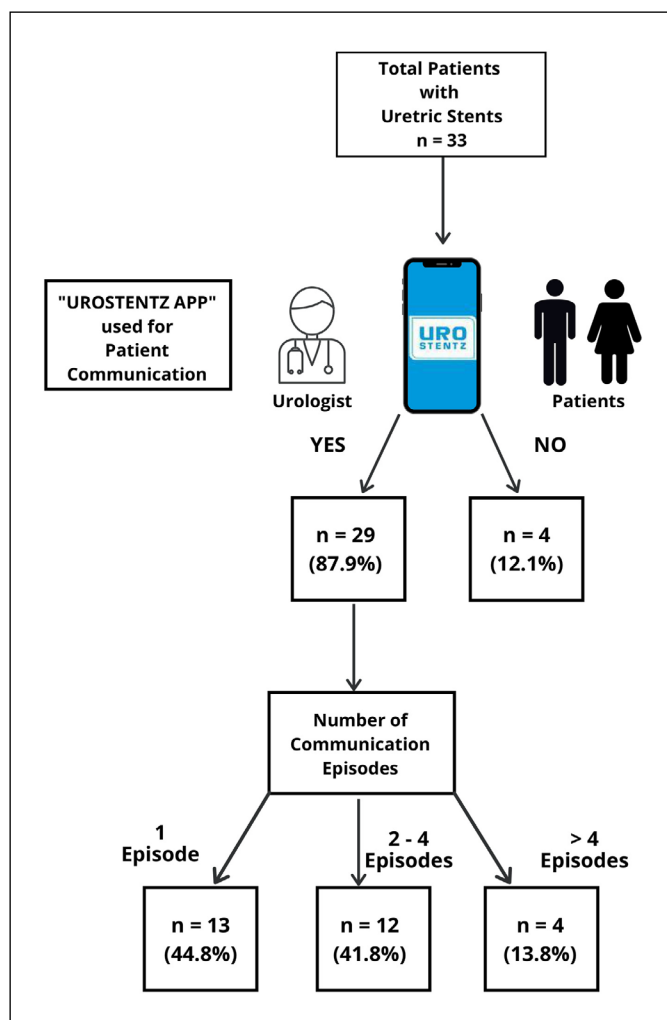 Total Patients
with
Uretric Stents
n = 33
"UROSTENTZ APP"
used for
Patient
Communication
URO
STENTZ
Urologist
Patients
YES
NO
n = 29
(87.9%)
n = 4
(12.1%)
Number of
Communication
Episodes
1
Episode
2 - 4
Episodes
> 4
Episodes
n = 13
(44.8%)
n = 12
(41.8%)
n = 4
(13.8%)